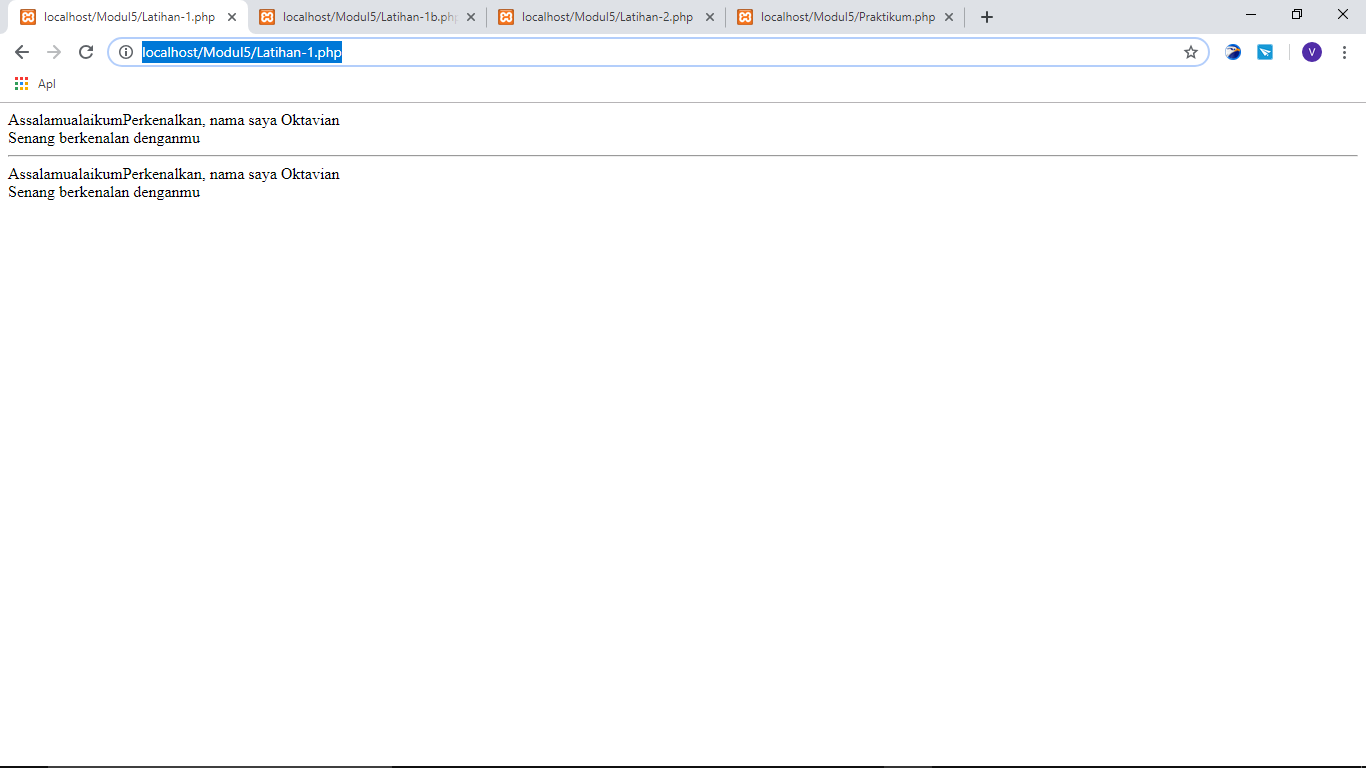 localhost/Modul5/Latihan-1.php
localhost/Modul5/Latihan-1b.php
localhost/Modul5/Latihan-2.php
localhost/Modul5/Praktikum.php
localhost/Modul5/Latihan-1.php
V
Apl
AssalamualaikumPerkenalkan, nama saya Oktavian
Senang berkenalan denganmu
AssalamualaikumPerkenalkan, nama saya Oktavian
Senang berkenalan denganmu